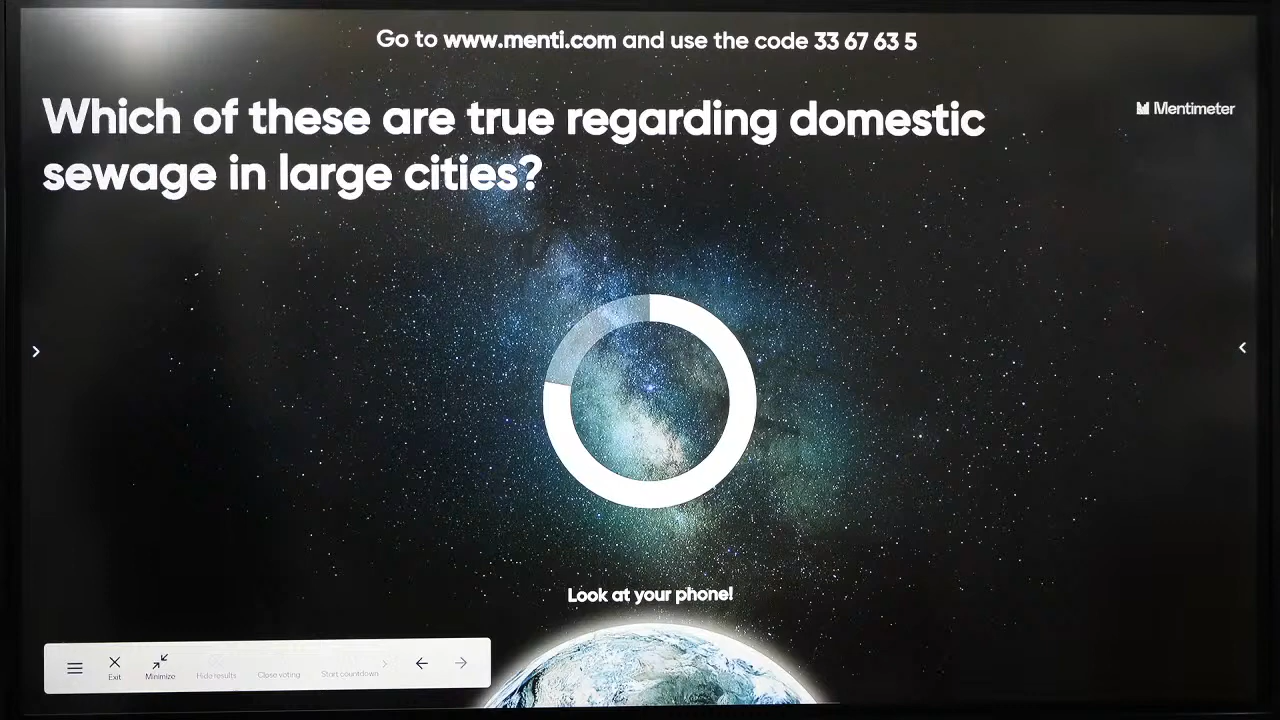 Go to www.menti.com and use the code 33 67 63 5
Mentimeter
Which of these are true regarding domestic
sewage in large cities?
Look at your phone!
Exit
Minimize
Hide results
Close voting
Start countdown